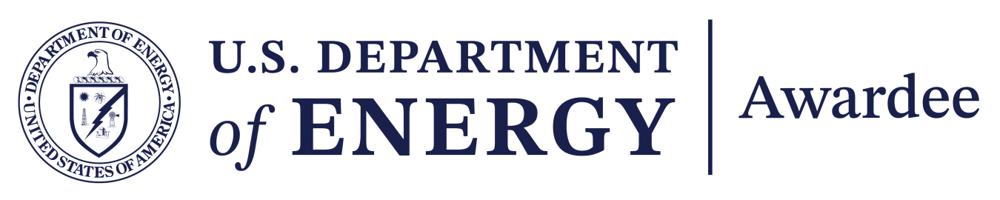 DEPARTMENT OF ENERGY
UNITED STATES OF AMERICA
U.S. DEPARTMENT
of ENERGY
Awardee